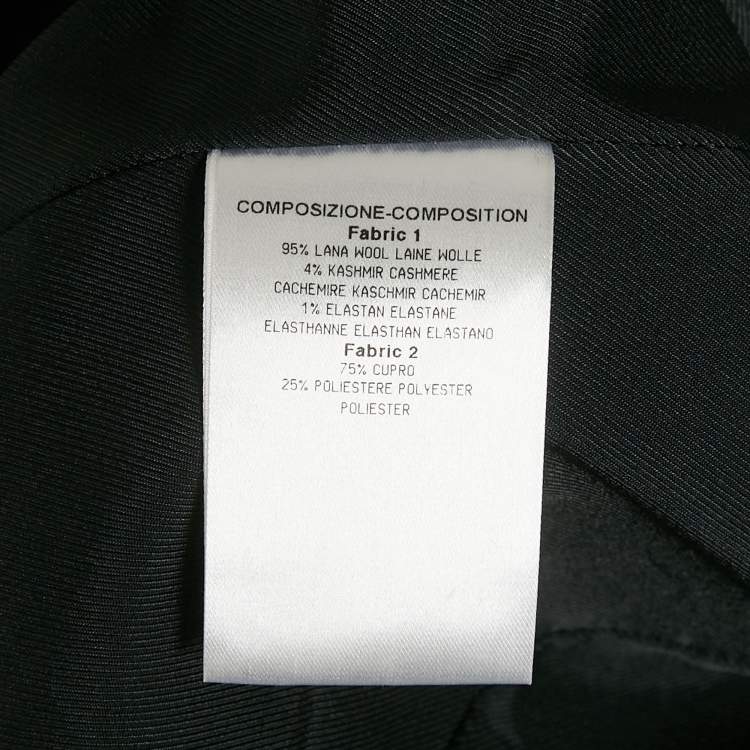 COMPOSIZIONE-COMPOSITION
Fabric 1
95% LANA WOOL LAINE WOLLE
4% KASHMIR CASHMERE
CACHEMIRE KASCHMIR CACHEMIR
1% ELASTAN ELASTANE
ELASTHANNE ELASTHAN ELASTANO
Fabric 2
75% CUPRO
25% POLIESTERE POLYESTER
POLIESTER